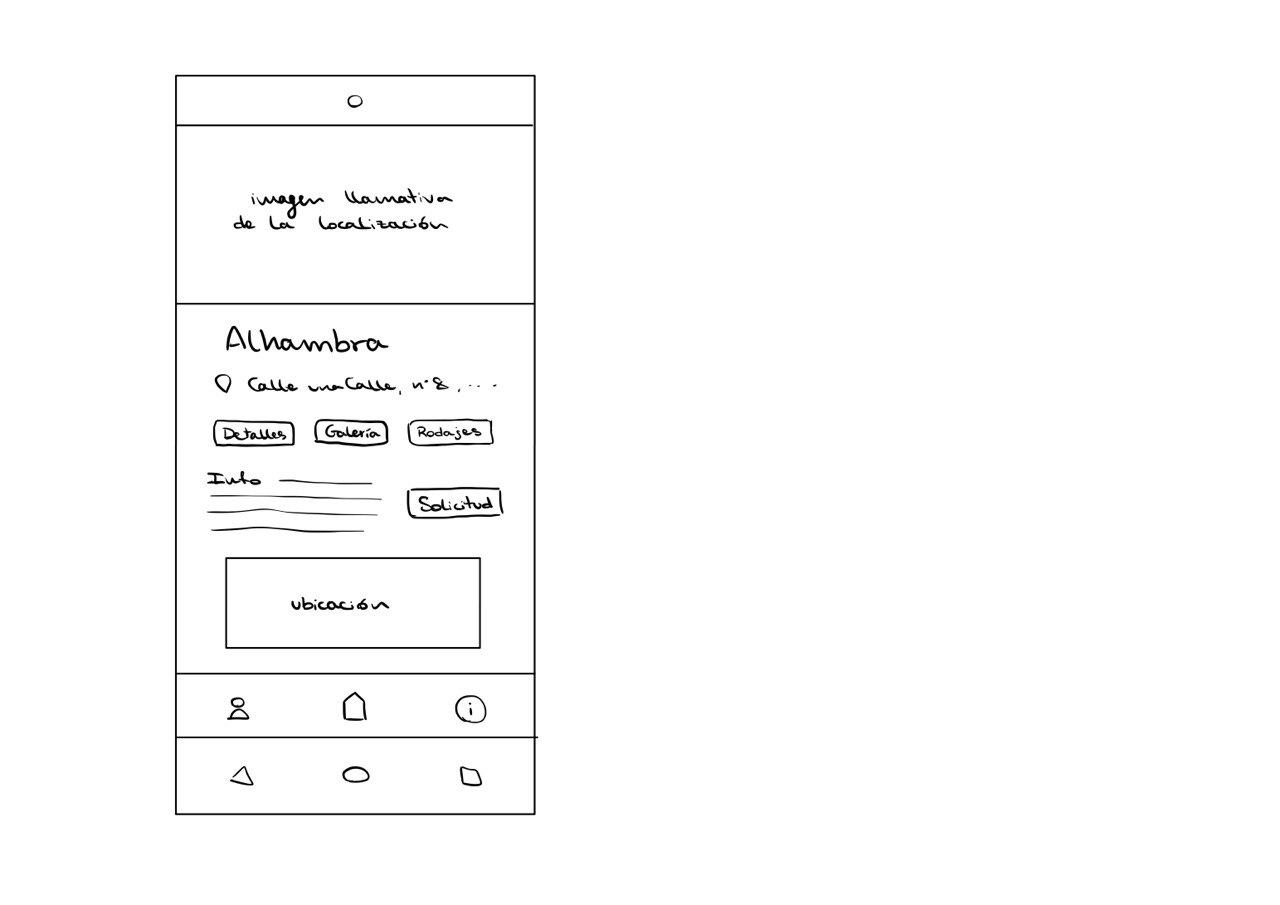 imagen llamativa
de la localización
Alhambra
Calle unaCalle, nº8, ...
Detalles Galería Rodajes
Info
Solicitud
ubicación
i